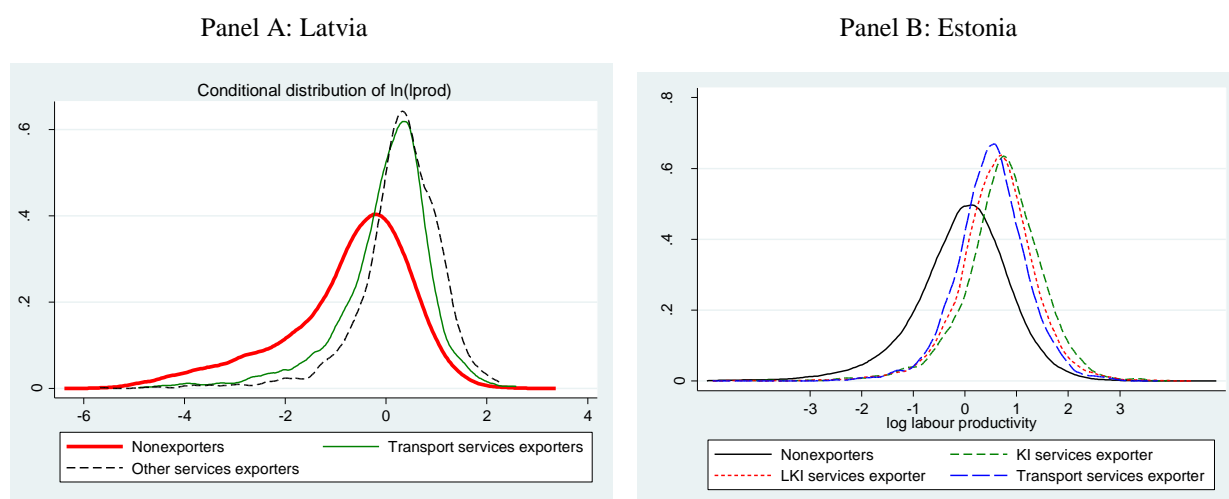 Panel A: Latvia
Conditional distribution of ln(lprod)
.6
.4
.2
0
-6 -4 -2 0 2 4
Nonexporters Transport services exporters
Other services exporters
Panel B: Estonia
.8
.6
.4
.2
0
-3 -2 -1 0 1 2 3
log labour productivity
Nonexporters KI services exporter
LKI services exporter Transport services exporter